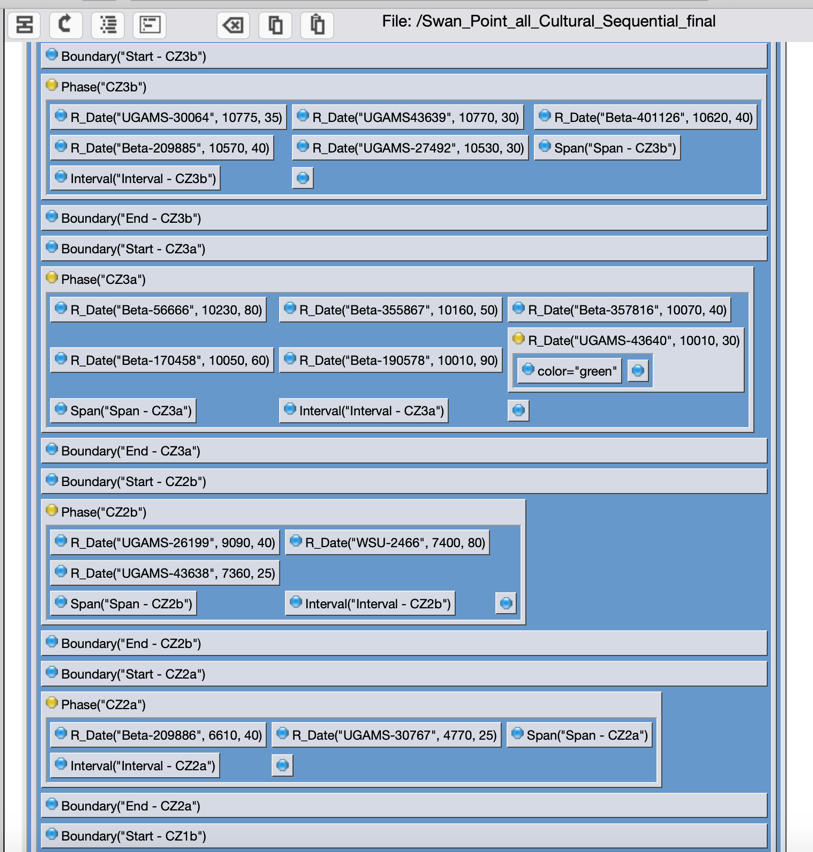 File: /Swan_Point_all_Cultural_Sequential_final
Boundary("Start - CZ3b")
Phase("CZ3b")
R_Date("UGAMS-30064", 10775, 35) R_Date("UGAMS43639", 10770, 30) R_Date("Beta-401126", 10620, 40)
R_Date("Beta-209885", 10570, 40) R_Date("UGAMS-27492", 10530, 30) Span("Span - CZ3b")
Interval("Interval - CZ3b")
Boundary("End - CZ3b")
Boundary("Start - CZ3a")
Phase("CZ3a")
R_Date("Beta-56666", 10230, 80) R_Date("Beta-355867", 10160, 50) R_Date("Beta-357816", 10070, 40)
R_Date("Beta-170458", 10050, 60) R_Date("Beta-190578", 10010, 90) R_Date("UGAMS-43640", 10010, 30)
color="green"
Span("Span - CZ3a") Interval("Interval - CZ3a")
Boundary("End - CZ3a")
Boundary("Start - CZ2b")
Phase("CZ2b")
R_Date("UGAMS-26199", 9090, 40) R_Date("WSU-2466", 7400, 80)
R_Date("UGAMS-43638", 7360, 25)
Span("Span - CZ2b") Interval("Interval - CZ2b")
Boundary("End - CZ2b")
Boundary("Start - CZ2a")
Phase("CZ2a")
R_Date("Beta-209886", 6610, 40) R_Date("UGAMS-30767", 4770, 25) Span("Span - CZ2a")
Interval("Interval - CZ2a")
Boundary("End - CZ2a")
Boundary("Start - CZ1b")